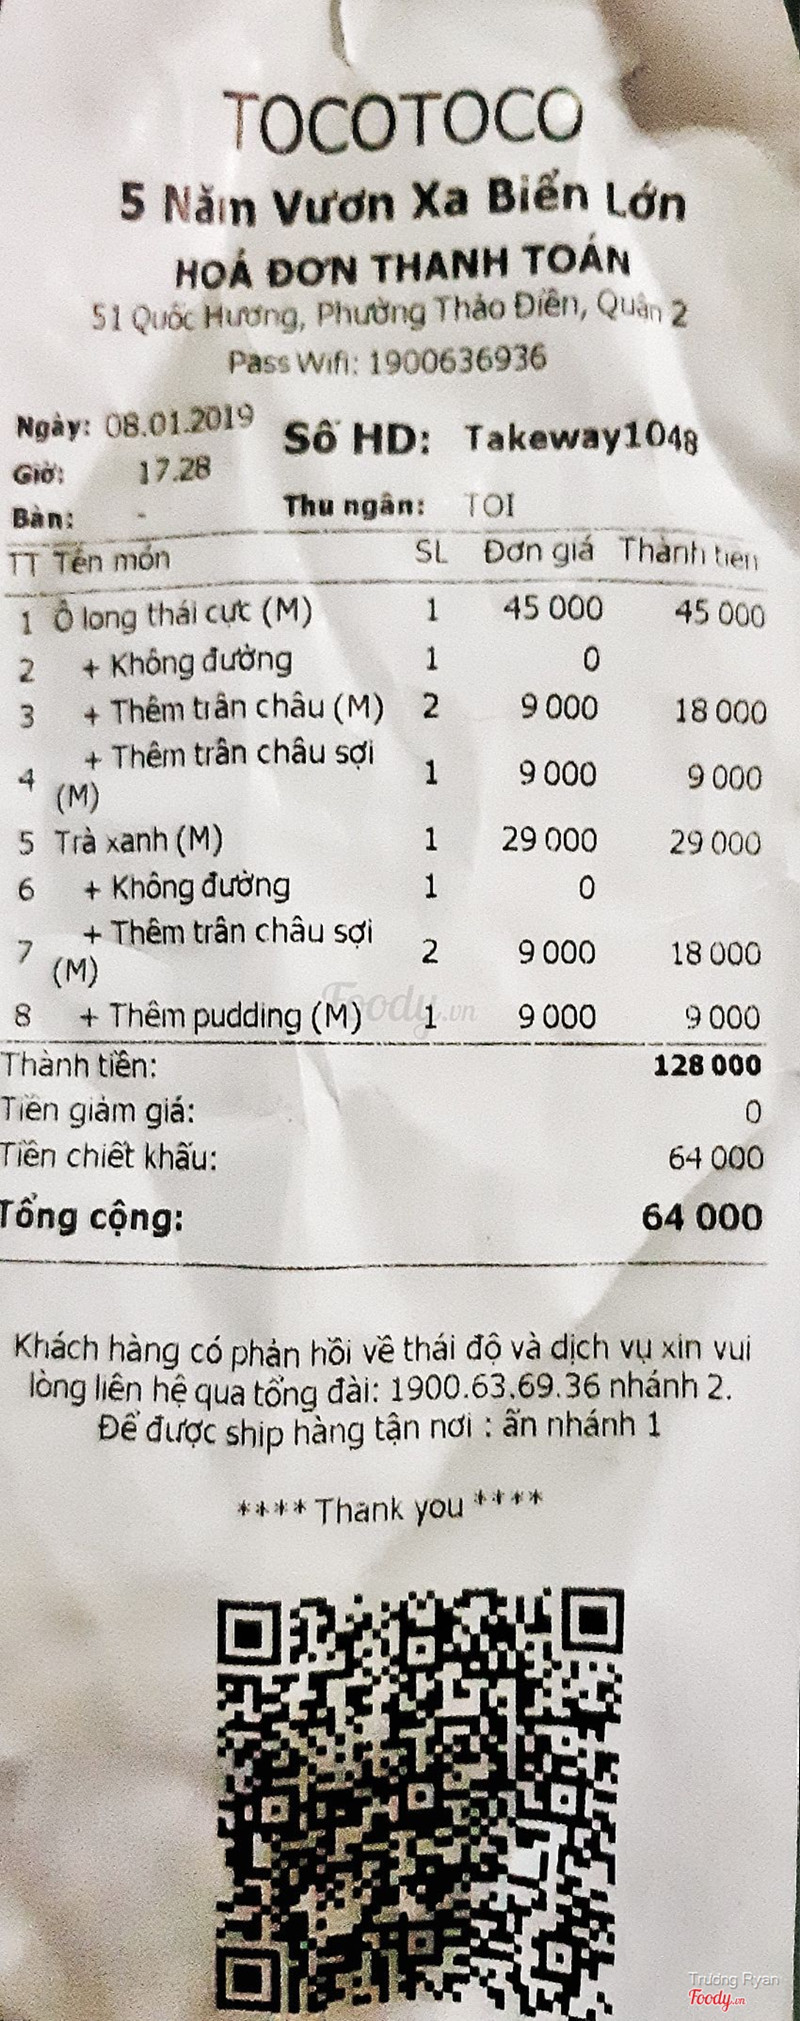 TOCOTOCO
5 Năm Vươn Xa Biển Lớn
HOÁ ĐƠN THANH TOÁN
51 Quốc Hương, Phường Thảo Điền, Quận 2
Pass Wifi: 1900636936
Ngày: 08.01.2019 Số HD: Takeway1048
Giờ: 17.28
Bàn: - Thu ngân: TOI
TT Tên món SL Đơn giá Thành tiền
1 Ô long thái cực (M) 1 45 000 45 000
2 + Không đường 1 0
3 + Thêm trân châu (M) 2 9 000 18 000
4 + Thêm trân châu sợi (M) 1 9 000 9 000
5 Trà xanh (M) 1 29 000 29 000
6 + Không đường 1 0
7 + Thêm trân châu sợi (M) 2 9 000 18 000
8 + Thêm pudding (M) 1 9 000 9 000
Thành tiền: 128 000
Tiền giảm giá: 0
Tiền chiết khấu: 64 000
Tổng cộng: 64 000
Khách hàng có phản hồi về thái độ và dịch vụ xin vui
lòng liên hệ qua tổng đài: 1900.63.69.36 nhánh 2.
Để được ship hàng tận nơi : ấn nhánh 1
**** Thank you ****
Foody.vn
Trương Ryan
Foody.vn